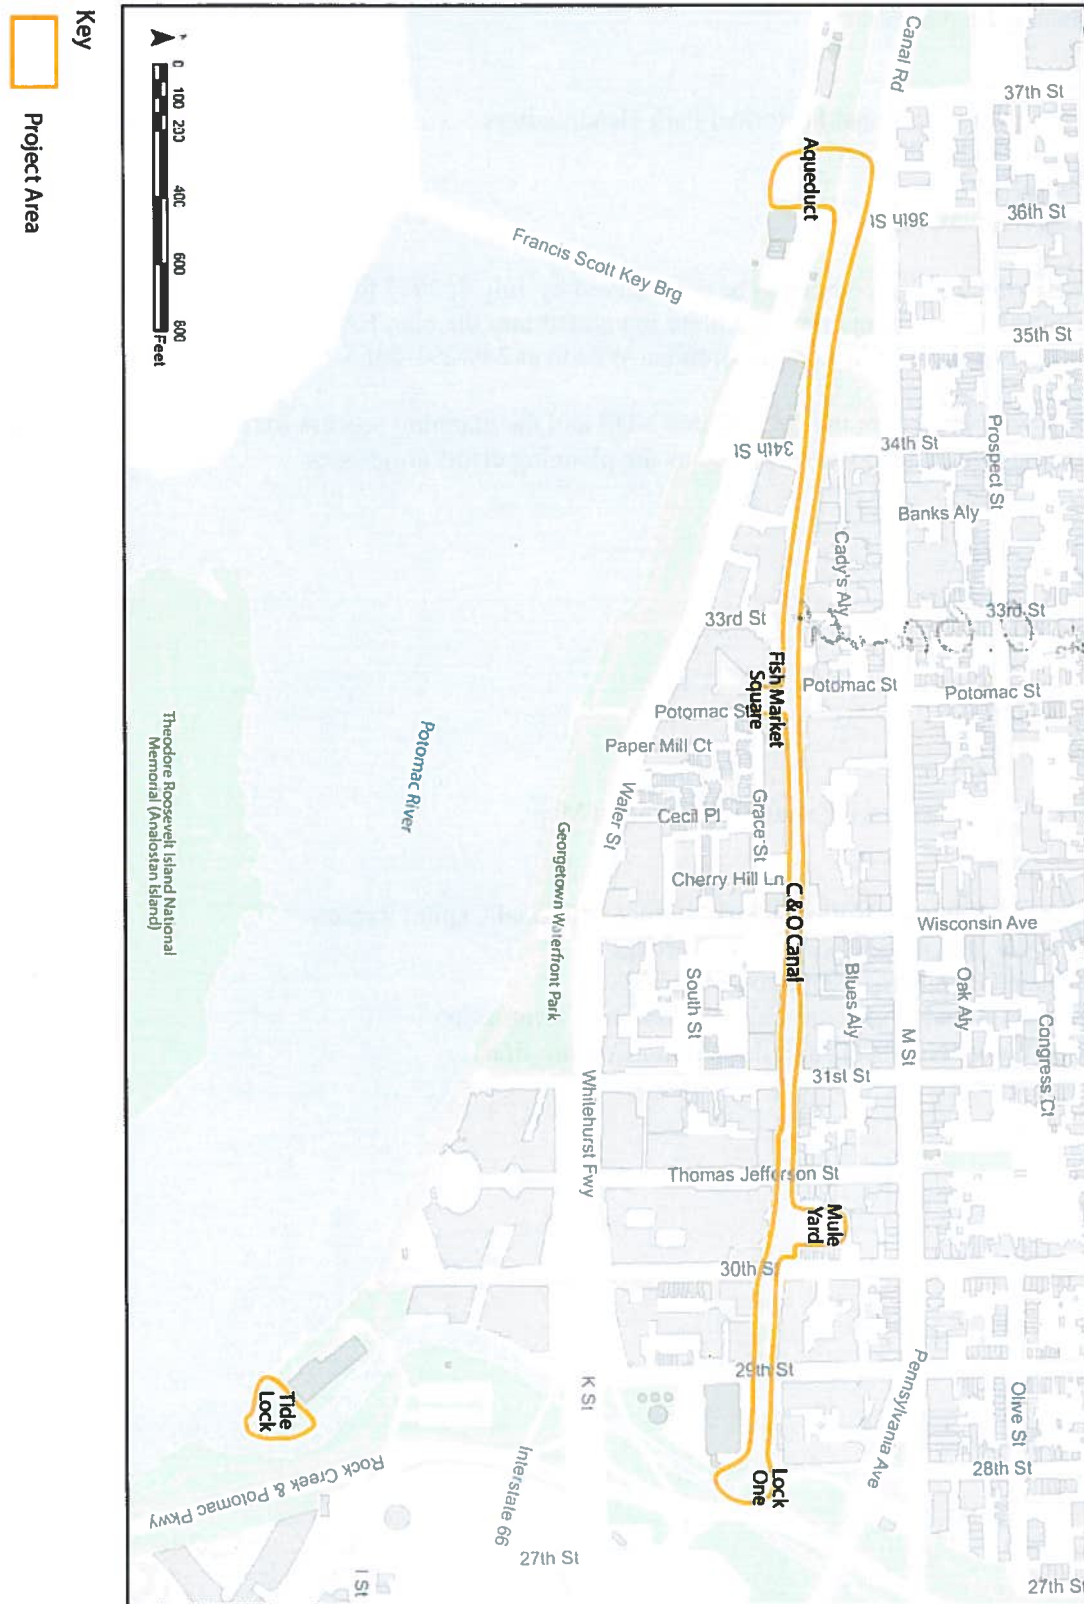 Key
Project Area
0 100 200 400 600 800
Feet
Canal Rd
37th St
36th St
36th St
Aqueduct
Francis Scott Key Brg
35th St
34th St
34th St
Prospect St
Banks Aly
Cady's Aly
33rd St
33rd St
Fish Market
Square
Potomac St
Potomac St
Potomac St
Paper Mill Ct
Water St
Cecil Pl
Grace St
Cherry Hill Ln
C & O Canal
Wisconsin Ave
Potomac River
Georgetown Waterfront Park
Theodore Roosevelt Island National
Memorial (Analostan Island)
South St
Blues Aly
Oak Aly
M St
Congress Ct
31st St
Whitehurst Fwy
Thomas Jefferson St
Mule
Yard
30th S
29th St
K St
Pennsylvania Ave
Olive St
28th St
Tide
Lock
Lock
One
Rock Creek & Potomac Pkwy
Interstate 66
27th St
27th St
I St